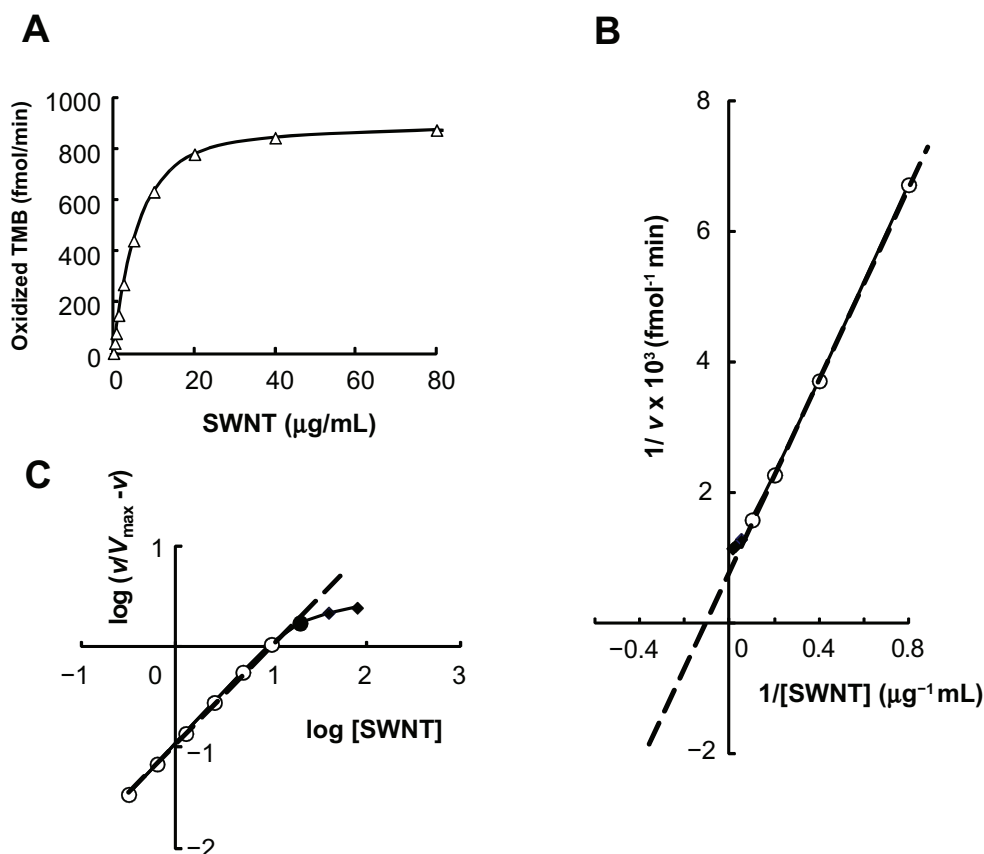 A
1000
800
600
400
200
0
0 20 40 60 80
Oxidized TMB (fmol/min)
SWNT (μg/mL)
B
8
6
4
2
−2
−0.4 0 0.4 0.8
1/ v x 10³ (fmol⁻¹ min)
1/[SWNT] (μg⁻¹ mL)
C
log (v/Vmax -v)
1
−1 0 1 2 3
log [SWNT]
−1
−2